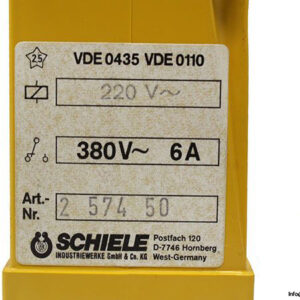 25
VDE 0435 VDE 0110
220 V~
380V~ 6A
Art.-
Nr. 2 574 50
SCHIELE Postfach 120
D-7746 Hornberg
INDUSTRIEWERKE GmbH & Co. KG West-Germany